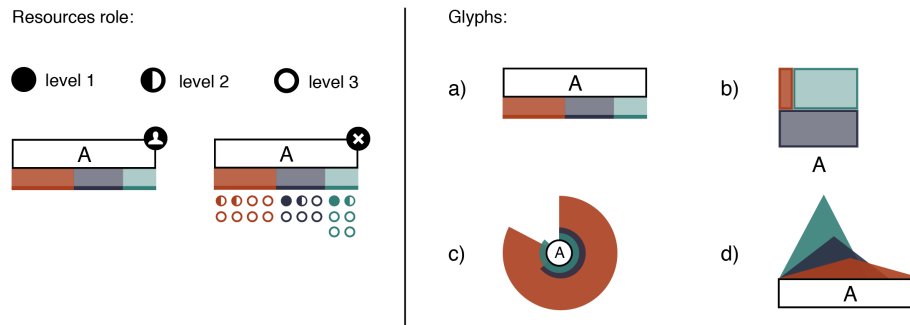 Resources role:
level 1
level 2
level 3
A
A
Glyphs:
a)
A
b)
A
c)
A
d)
A